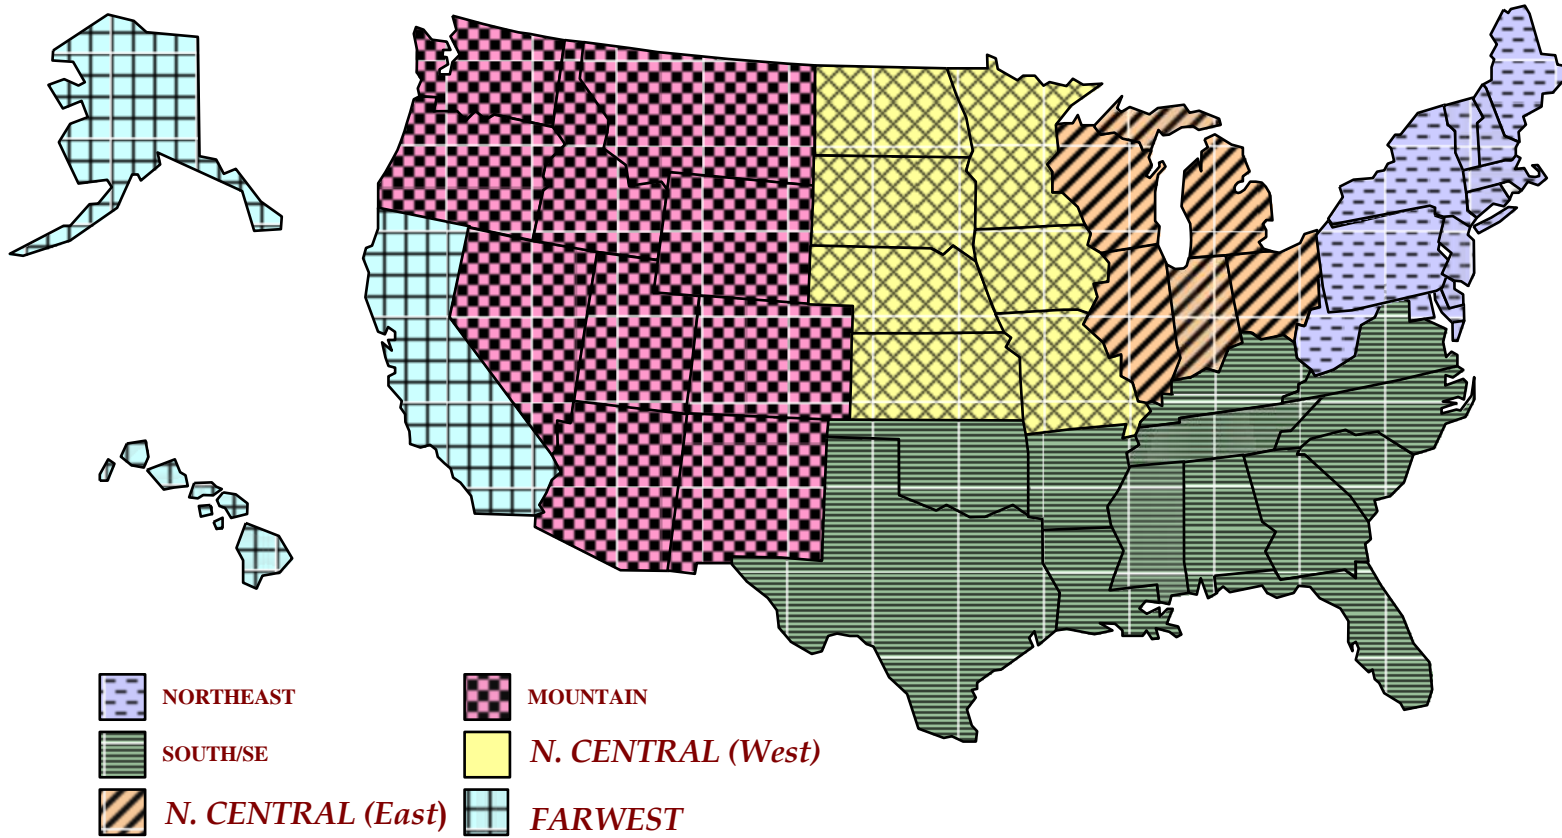 NORTHEAST
MOUNTAIN
SOUTH/SE
N. CENTRAL (West)
N. CENTRAL (East)
FARWEST